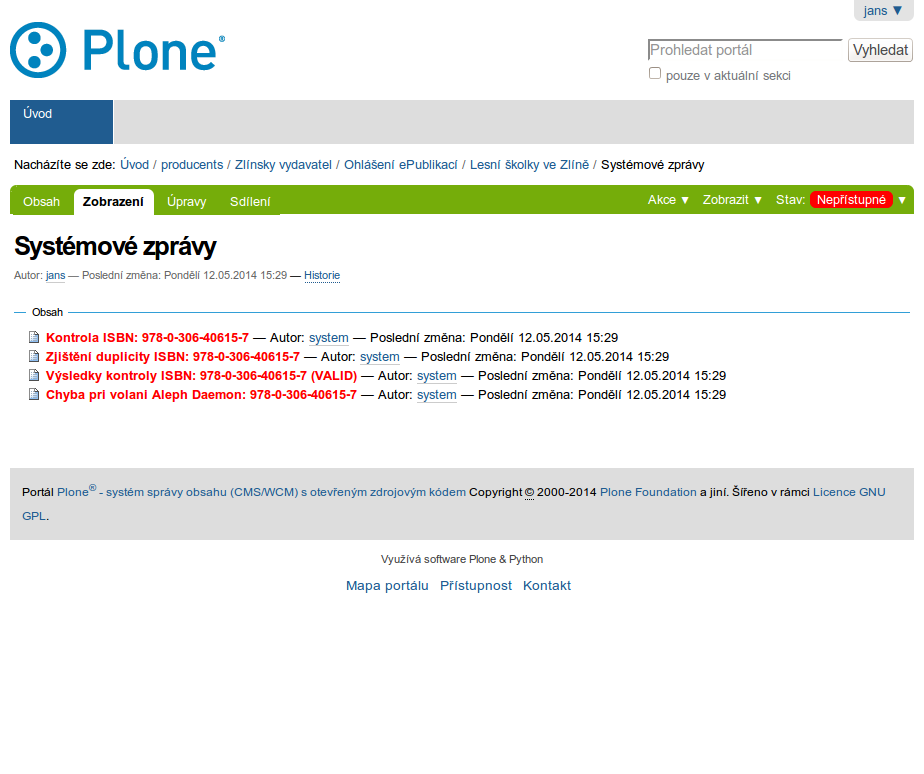 jans ▼
Plone®
Prohledat portál
Vyhledat
pouze v aktuální sekci
Úvod
Nacházíte se zde: Úvod / producents / Zlínsky vydavatel / Ohlášení ePublikací / Lesní školky ve Zlíně / Systémové zprávy
Obsah Zobrazení Úpravy Sdílení Akce ▼ Zobrazit ▼ Stav: Nepřístupné ▼
Systémové zprávy
Autor: jans — Poslední změna: Pondělí 12.05.2014 15:29 — Historie
Obsah
Kontrola ISBN: 978-0-306-40615-7 — Autor: system — Poslední změna: Pondělí 12.05.2014 15:29
Zjištění duplicity ISBN: 978-0-306-40615-7 — Autor: system — Poslední změna: Pondělí 12.05.2014 15:29
Výsledky kontroly ISBN: 978-0-306-40615-7 (VALID) — Autor: system — Poslední změna: Pondělí 12.05.2014 15:29
Chyba pri volani Aleph Daemon: 978-0-306-40615-7 — Autor: system — Poslední změna: Pondělí 12.05.2014 15:29
Portál Plone® - systém správy obsahu (CMS/WCM) s otevřeným zdrojovým kódem Copyright © 2000-2014 Plone Foundation a jiní. Šířeno v rámci Licence GNU
GPL.
Využívá software Plone & Python
Mapa portálu Přístupnost Kontakt